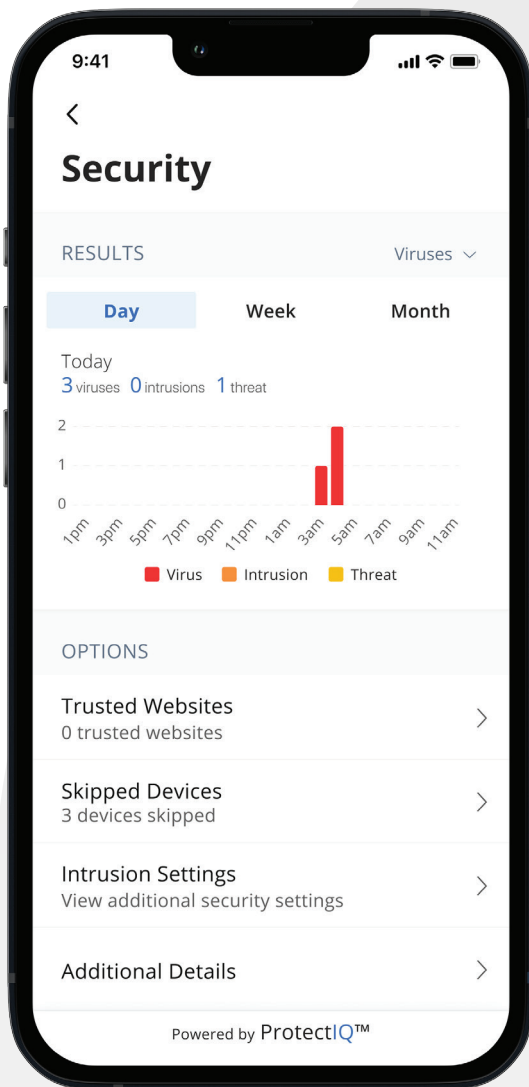 9:41
Security
RESULTS Viruses
Day Week Month
Today
3 viruses 0 intrusions 1 threat
2
1
0
1pm 3pm 5pm 7pm 9pm 11pm 1am 3am 5am 7am 9am 11am
Virus Intrusion Threat
OPTIONS
Trusted Websites
0 trusted websites
Skipped Devices
3 devices skipped
Intrusion Settings
View additional security settings
Additional Details
Powered by ProtectIQ™